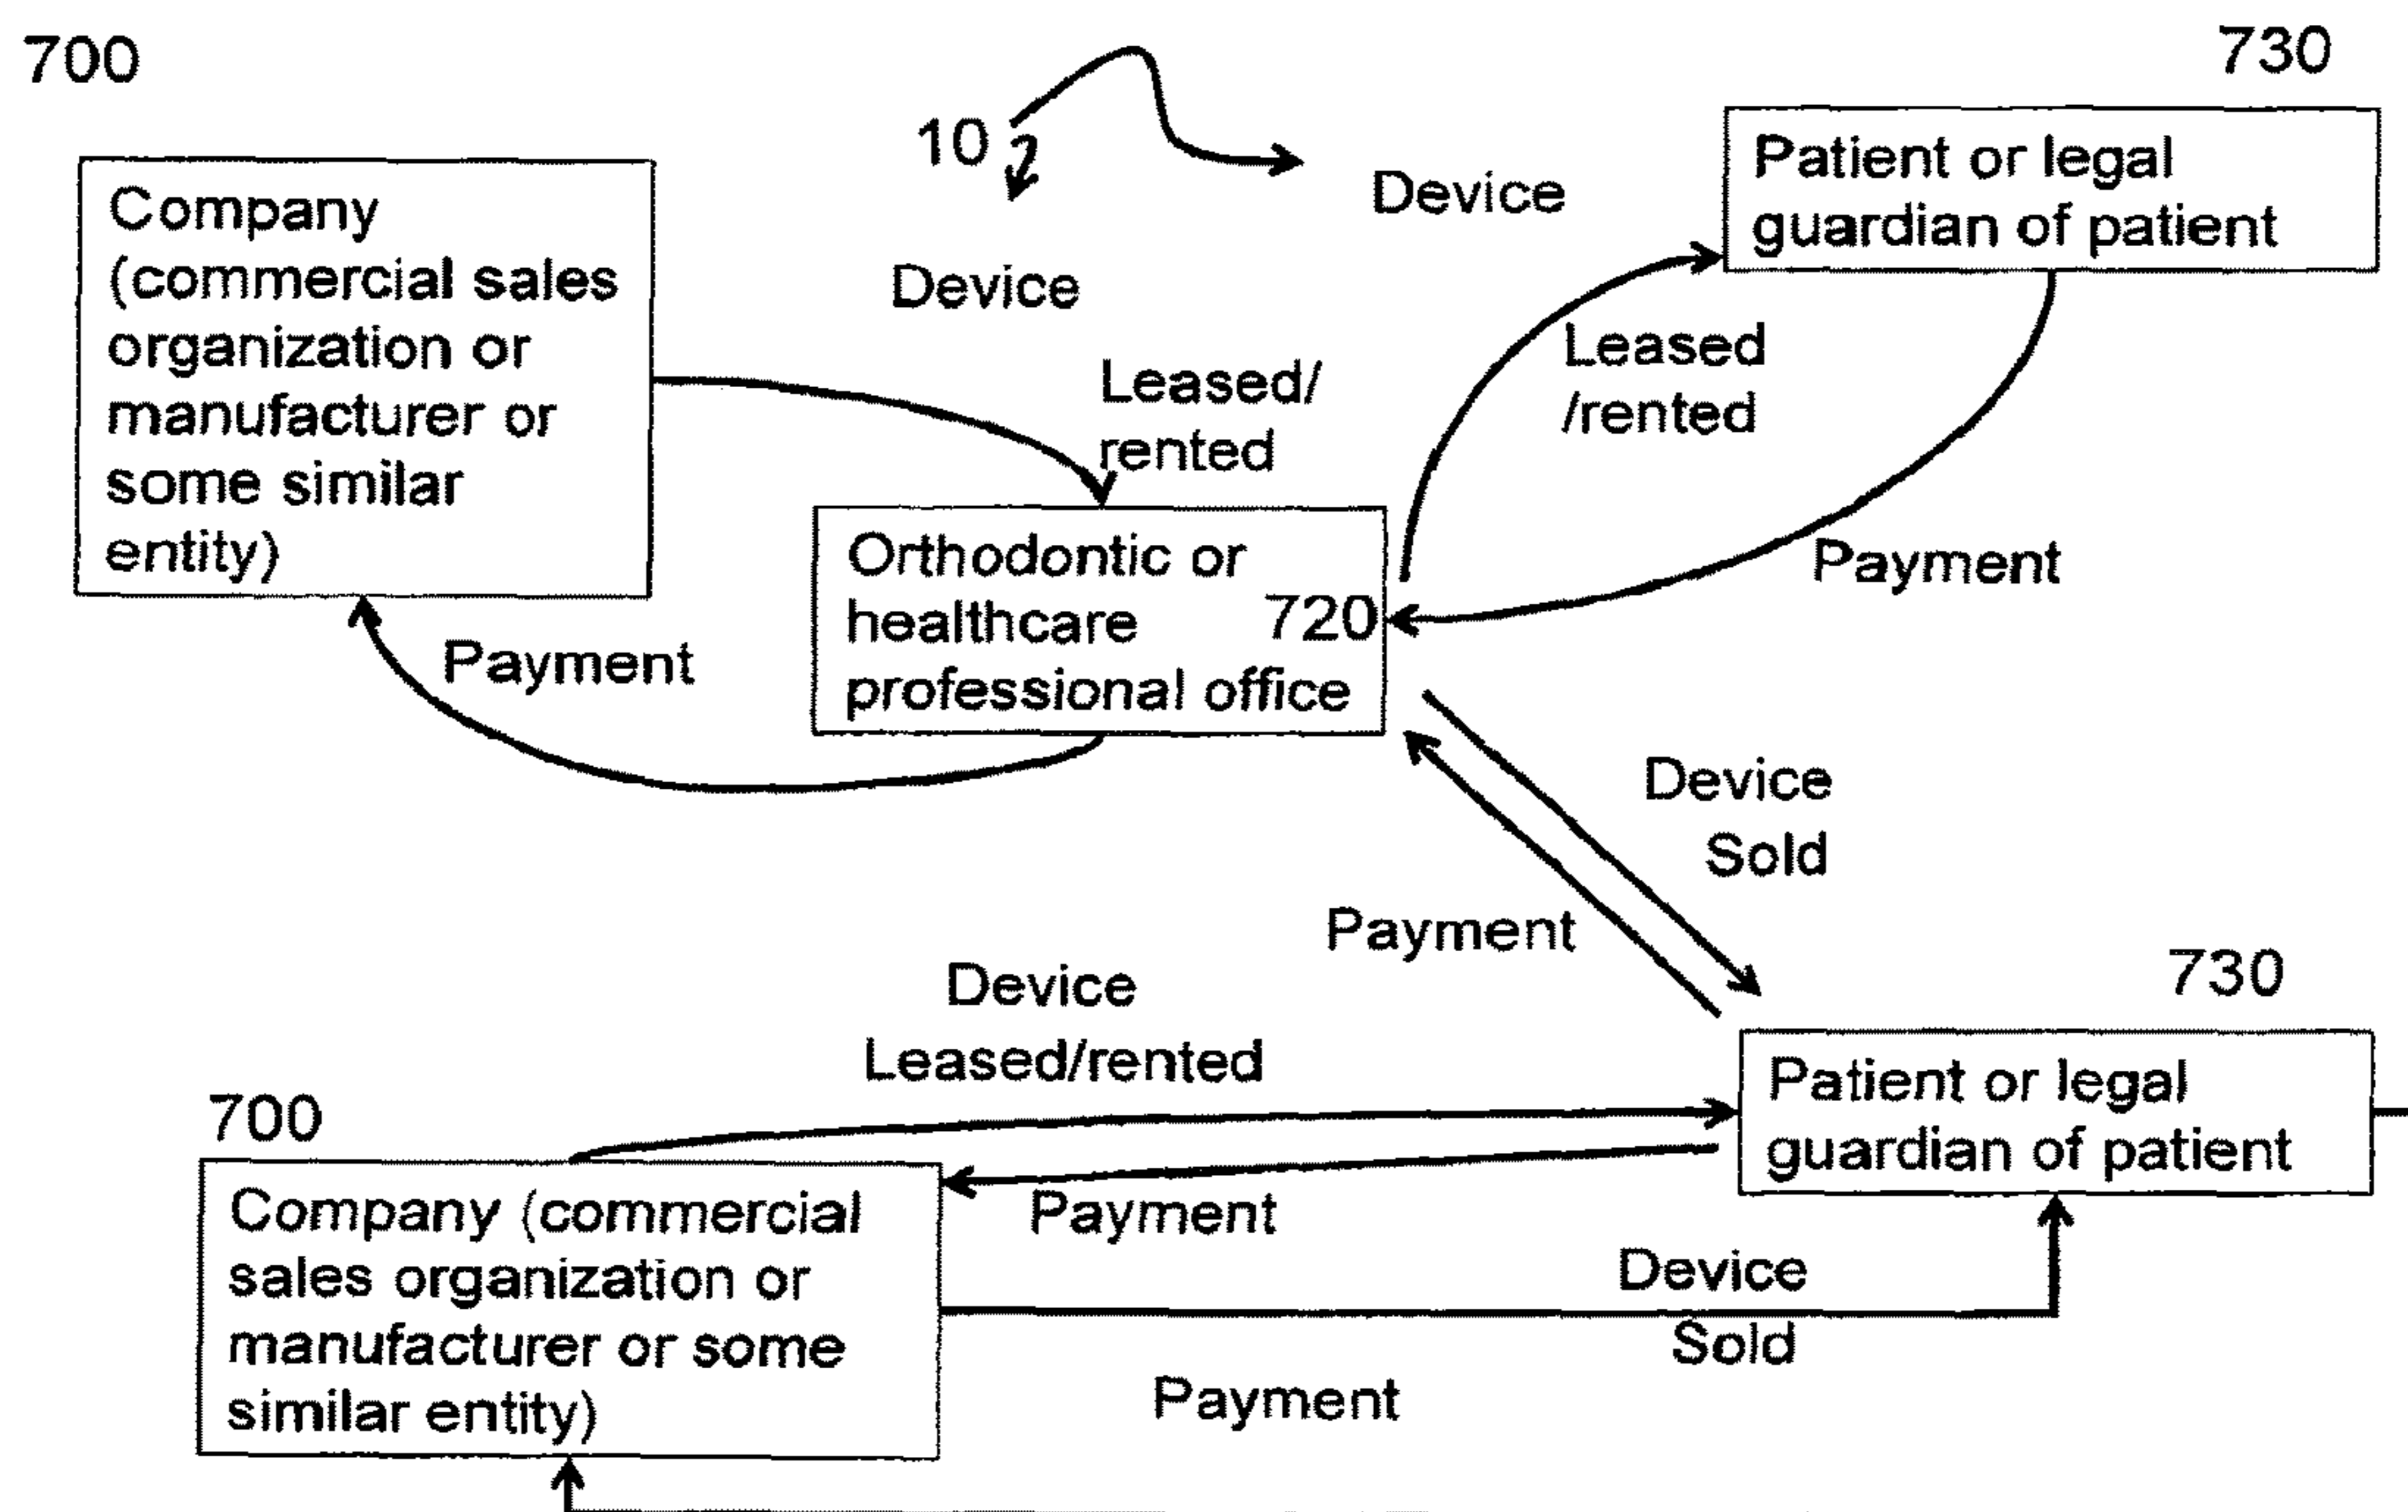 700
730
10
Device
Device
Patient or legal
guardian of patient
Company
(commercial sales
organization or
manufacturer or
some similar
entity)
Leased/
rented
Leased
/rented
Payment
Orthodontic or
healthcare 720
professional office
Payment
Device
Sold
Payment
Device
Leased/rented
730
Patient or legal
guardian of patient
700
Company (commercial
sales organization or
manufacturer or some
similar entity)
Payment
Device
Sold
Payment